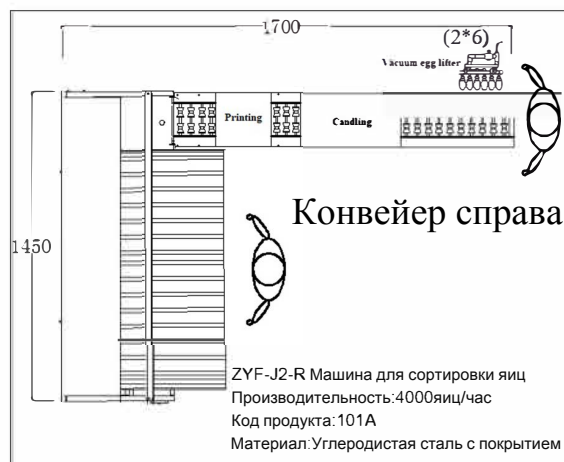 1700
(2*6)
Vacuum egg lifter
Printing
Candling
Конвейер справа
1450
ZYF-J2-R Машина для сортировки яиц
Производительность:4000яиц/час
Код продукта:101A
Материал:Углеродистая сталь с покрытием